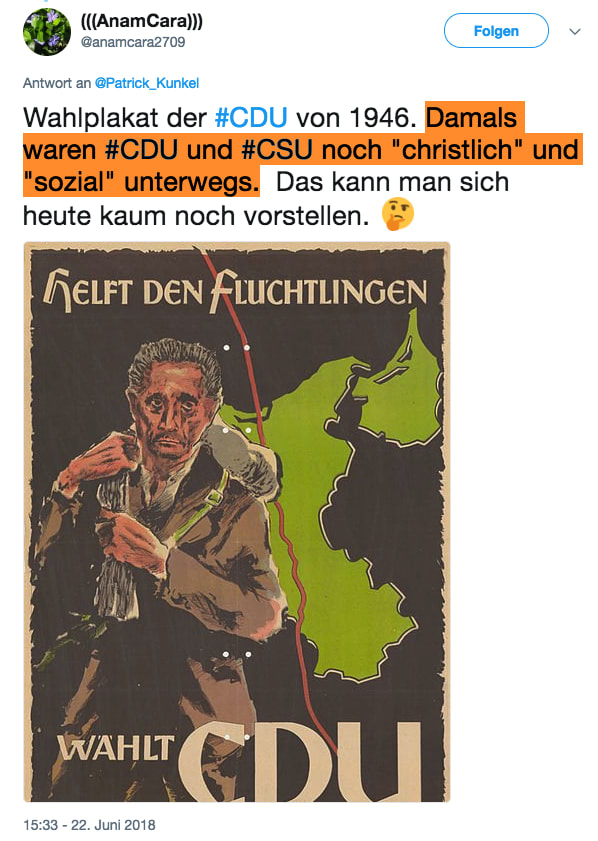 (((AnamCara)))
@anamcara2709
Folgen
Antwort an @Patrick_Kunkel
Wahlplakat der #CDU von 1946. Damals
waren #CDU und #CSU noch "christlich" und
"sozial" unterwegs. Das kann man sich
heute kaum noch vorstellen. 🤔
HELFT DEN FLÜCHTLINGEN
WÄHLT CDU
15:33 - 22. Juni 2018